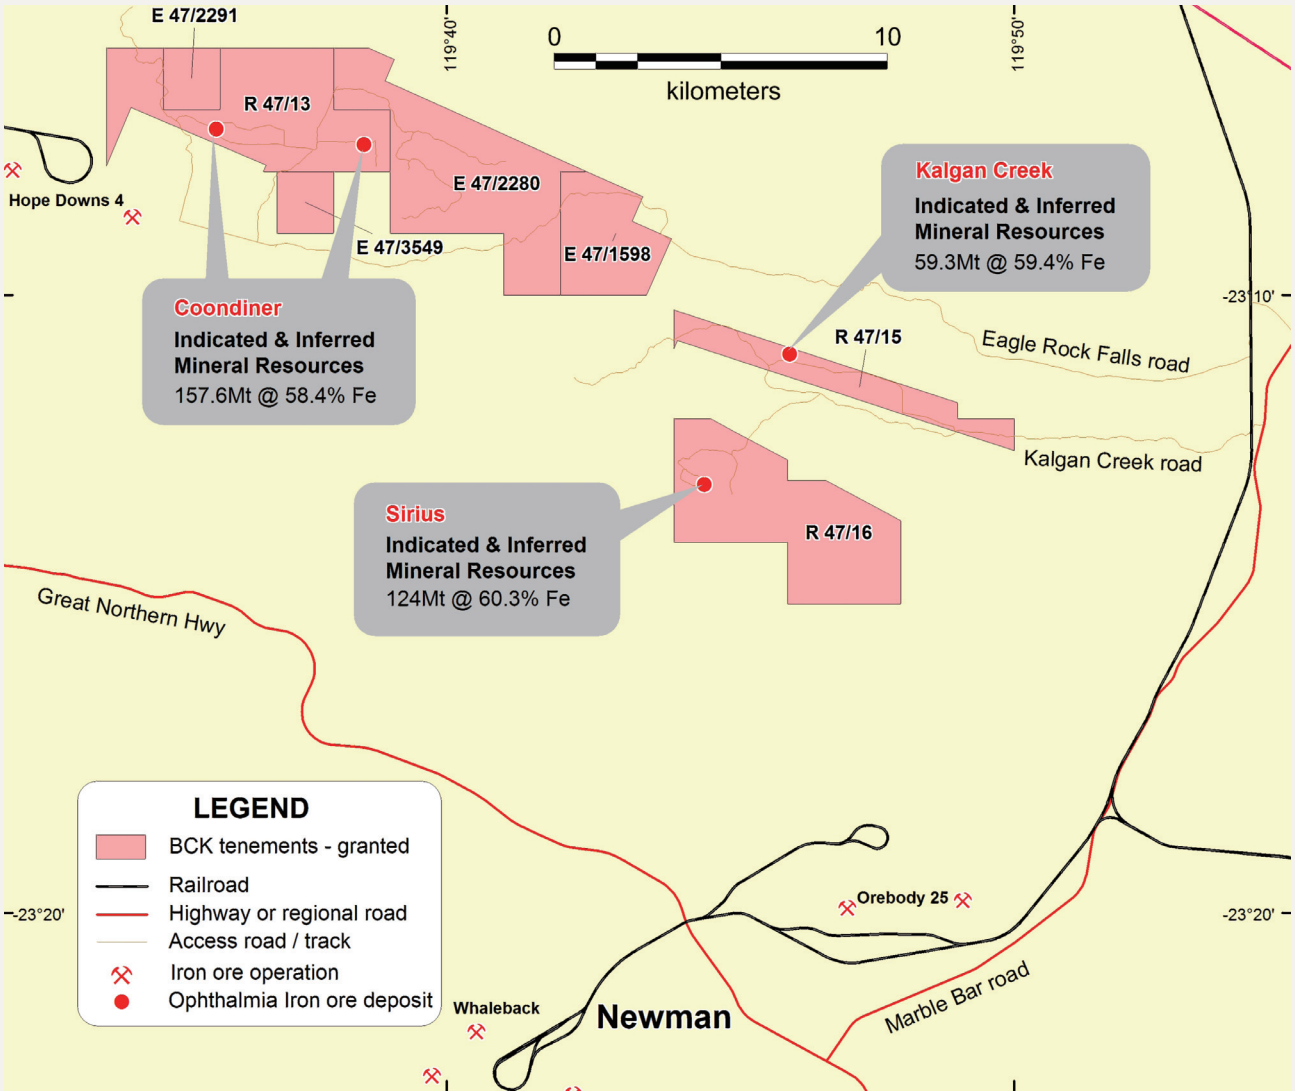 E 47/2291
119°40'
0
10
kilometers
119°50'
R 47/13
Hope Downs 4
E 47/2280
E 47/3549
E 47/1598
Kalgan Creek
Indicated & Inferred
Mineral Resources
59.3Mt @ 59.4% Fe
-23°10'
Coondiner
Indicated & Inferred
Mineral Resources
157.6Mt @ 58.4% Fe
R 47/15
Eagle Rock Falls road
Kalgan Creek road
Sirius
Indicated & Inferred
Mineral Resources
124Mt @ 60.3% Fe
R 47/16
Great Northern Hwy
LEGEND
BCK tenements - granted
Railroad
Highway or regional road
Access road / track
Iron ore operation
Ophthalmia Iron ore deposit
-23°20'
Orebody 25
-23°20'
Marble Bar road
Whaleback
Newman